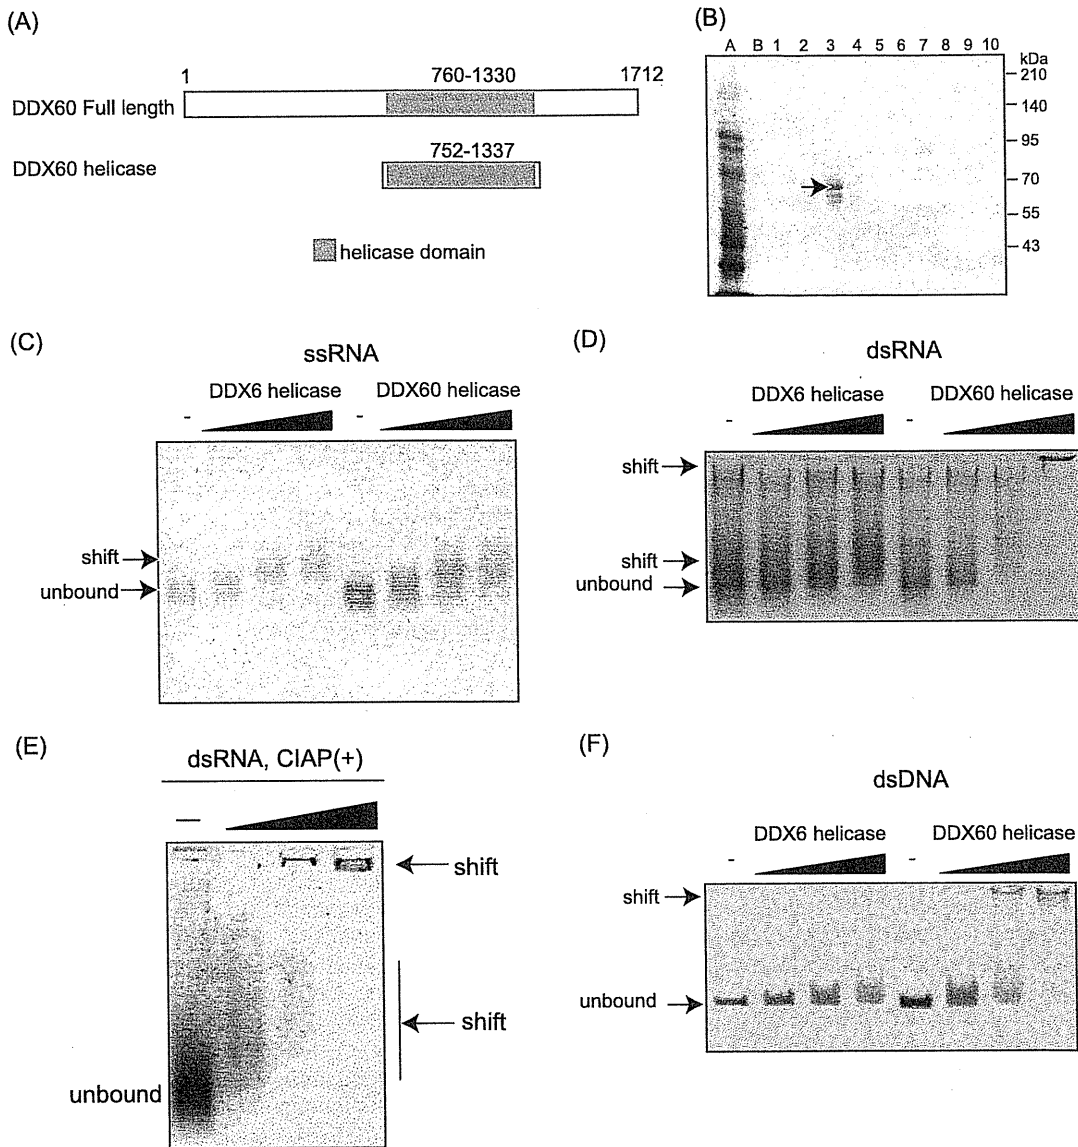 (A)
1
760-1330
1712
DDX60 Full length
752-1337
DDX60 helicase
helicase domain
(B)
A B 1 2 3 4 5 6 7 8 9 10
kDa
210
140
95
70
55
43
(C)
ssRNA
DDX6 helicase
DDX60 helicase
- -
shift
unbound
(D)
dsRNA
DDX6 helicase
DDX60 helicase
- -
shift
shift
unbound
(E)
dsRNA, CIAP(+)
—
shift
shift
unbound
(F)
dsDNA
DDX6 helicase
DDX60 helicase
- -
shift
unbound